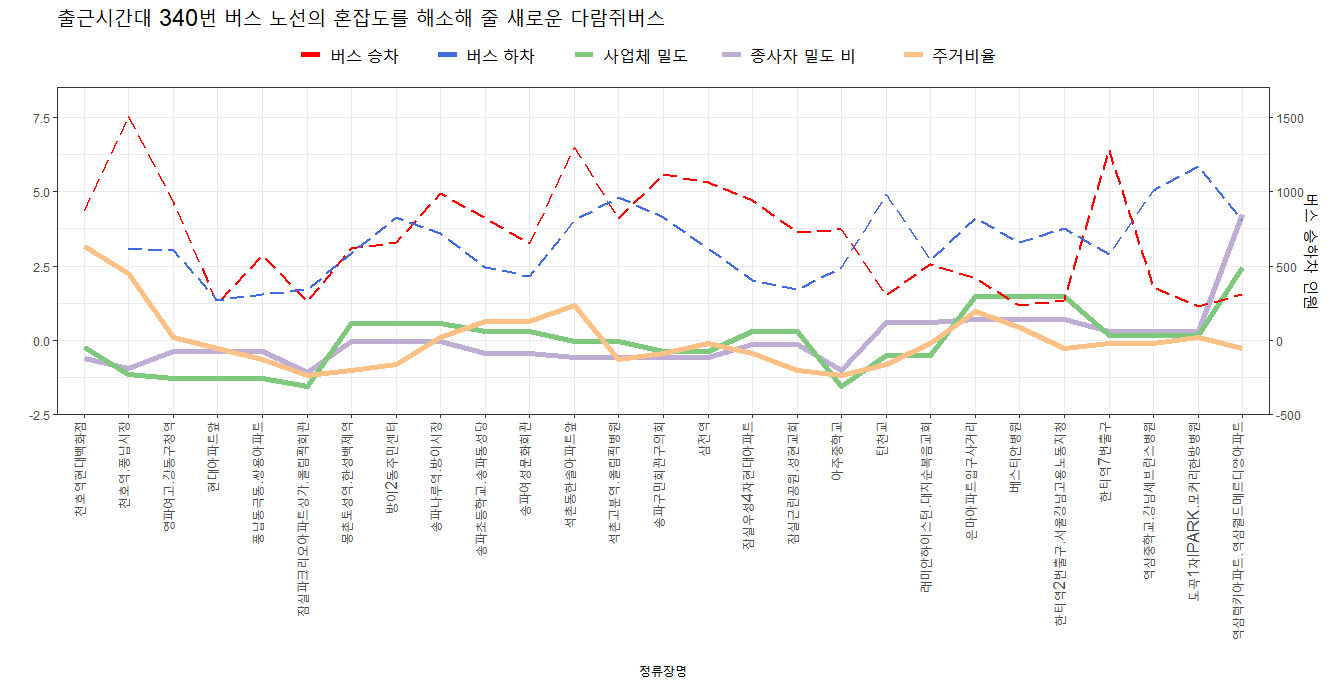 출근시간대 340번 버스 노선의 혼잡도를 해소해 줄 새로운 다람쥐버스
버스 승차 버스 하차 사업체 밀도 종사자 밀도 비 주거비율
7.5
5.0
2.5
0.0
-2.5
1500
1000
500
0
-500
버스 승하차 인원
천호역현대백화점
천호역.풍납시장
영파여고.강동구청역
현대아파트앞
풍납동극동.쌍용아파트
잠실파크리오아파트상가.올림픽회관
몽촌토성역.한성백제역
방이2동주민센터
송파나루역.방이시장
송파초등학교.송파동성당
송파여성문화회관
석촌동한솔아파트앞
석촌고분역.올림픽병원
송파구민회관구의회
삼전역
잠실우성4차현대아파트
잠실근린공원.성현교회
아주중학교
탄천교
래미안하이스턴.대치순복음교회
은마아파트입구사거리
베스티안병원
한티역2번출구.서울강남고용노동지청
한티역7번출구
역삼중학교.강남세브란스병원
도곡1차IPARK.모커리한방병원
역삼럭키아파트.역삼월드메르디앙아파트
정류장명